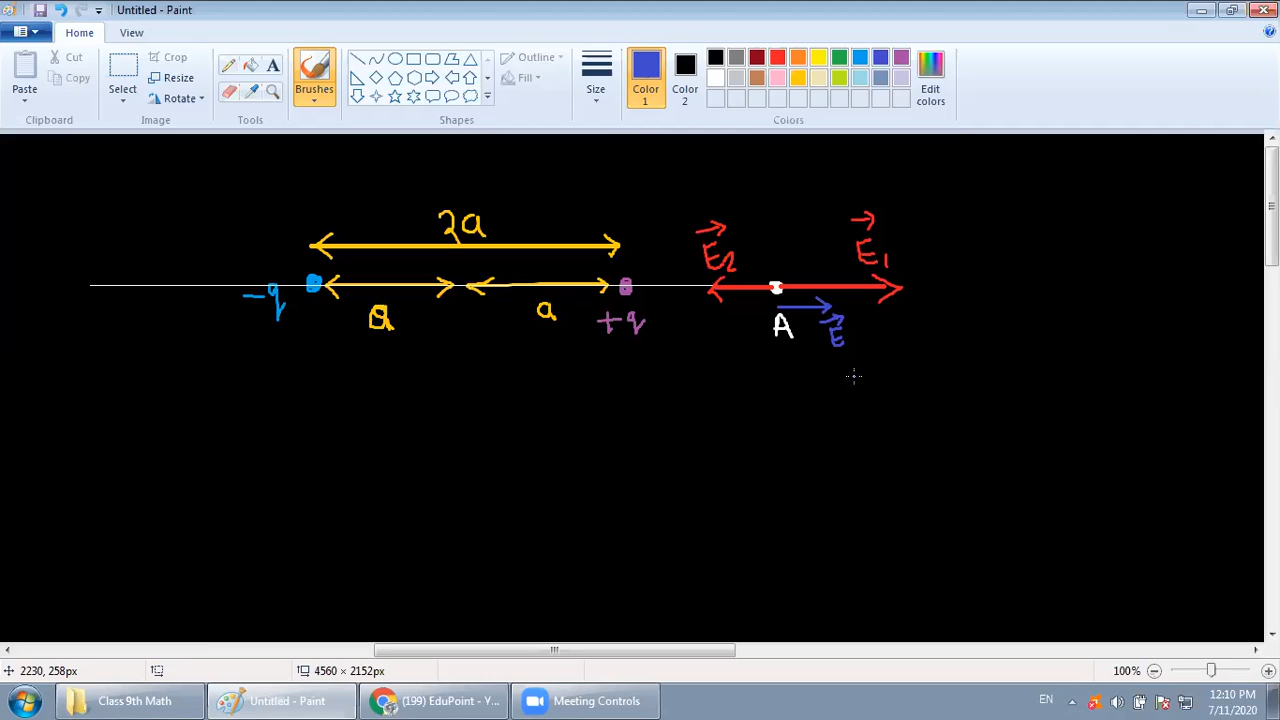 Untitled - Paint
Home
View
Paste
Cut
Copy
Clipboard
Select
Crop
Resize
Rotate
Image
Tools
Brushes
Shapes
Outline
Fill
Size
Color 1
Color 2
Edit colors
Colors
2a
E2
E1
-q
a
a
+q
A
E
2230, 258px
4560 × 2152px
100%
Class 9th Math
Untitled - Paint
(199) EduPoint - Y...
Meeting Controls
EN
12:10 PM
7/11/2020